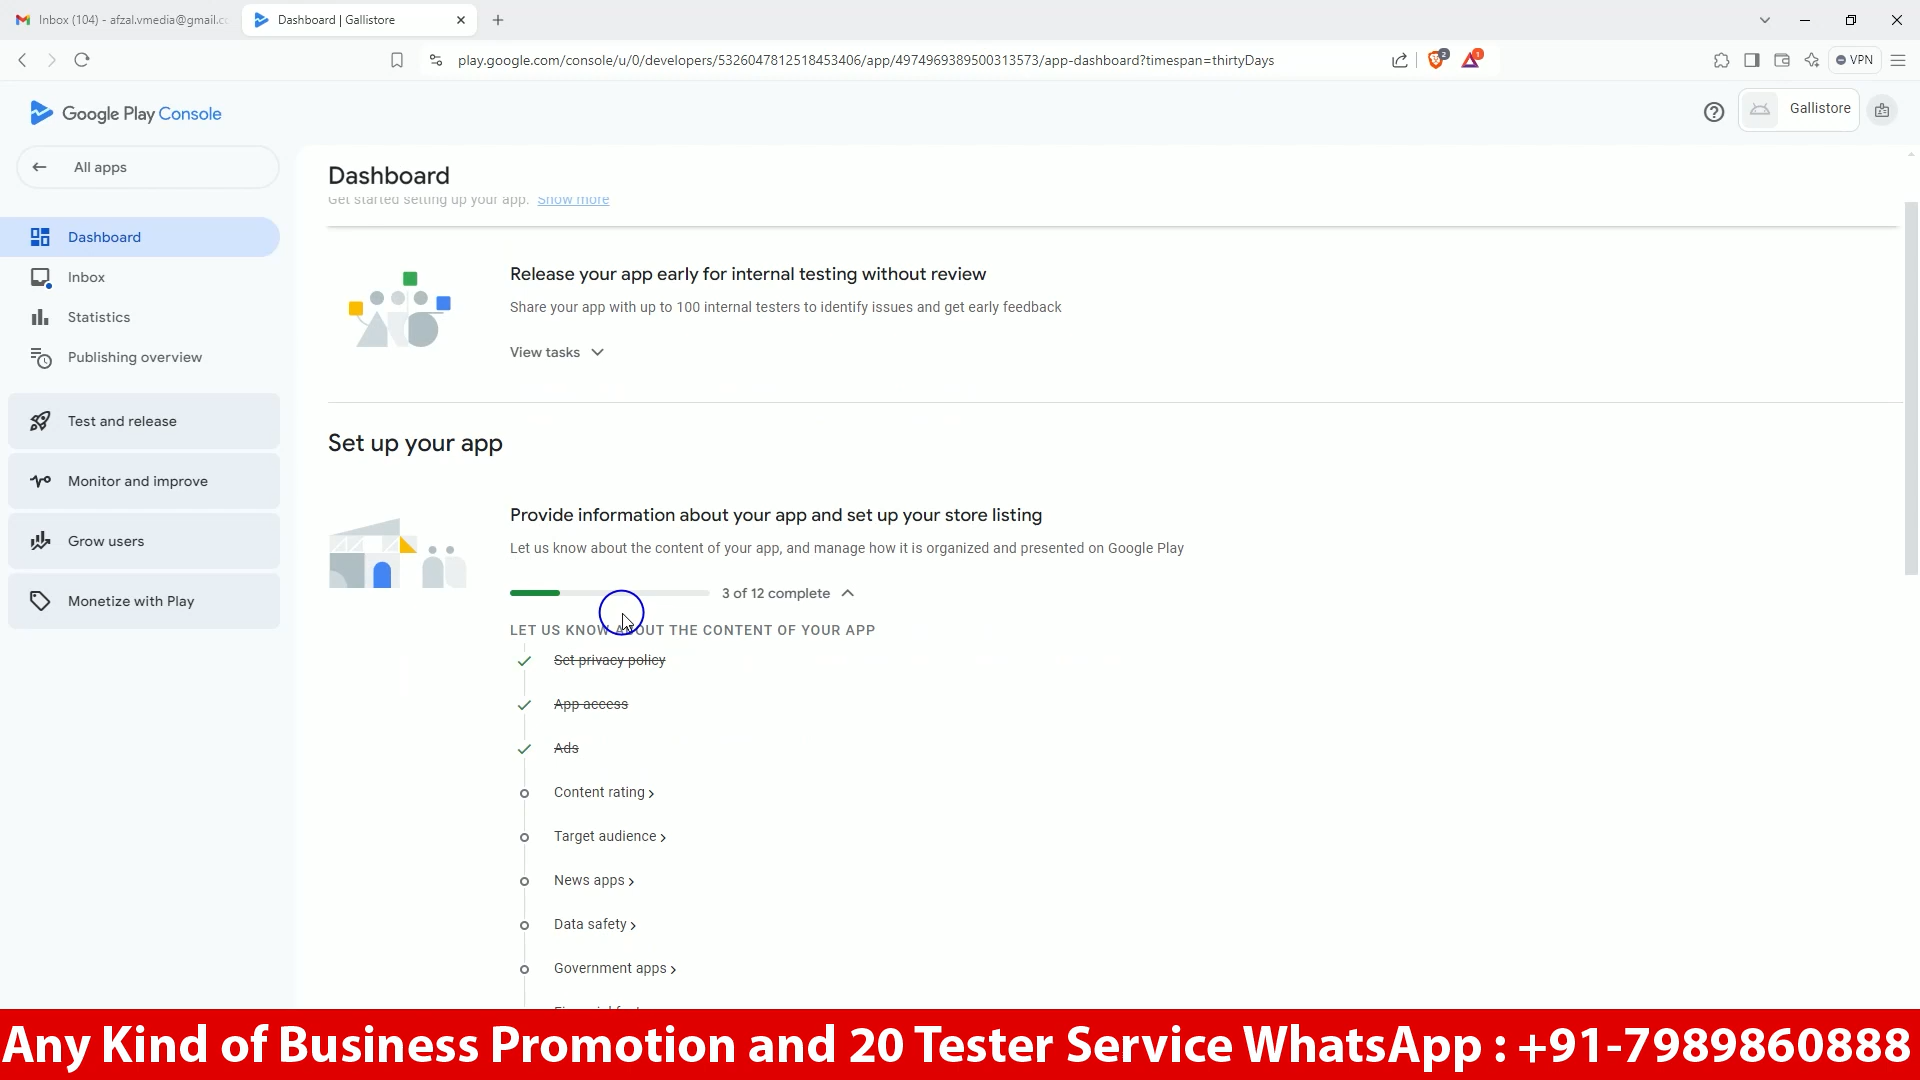 Inbox (104) - afzal.vmedia@gmail.cc
Dashboard | Gallistore
play.google.com/console/u/0/developers/5326047812518453406/app/4974969389500313573/app-dashboard?timespan=thirtyDays
2
1
VPN
Google Play Console
Gallistore
All apps
Dashboard
Inbox
Statistics
Publishing overview
Test and release
Monitor and improve
Grow users
Monetize with Play
Dashboard
Get started setting up your app. Show more
Release your app early for internal testing without review
Share your app with up to 100 internal testers to identify issues and get early feedback
View tasks
Set up your app
Provide information about your app and set up your store listing
Let us know about the content of your app, and manage how it is organized and presented on Google Play
3 of 12 complete
LET US KNOW ABOUT THE CONTENT OF YOUR APP
Set privacy policy
App access
Ads
Content rating
Target audience
News apps
Data safety
Government apps
Any Kind of Business Promotion and 20 Tester Service WhatsApp : +91-7989860888